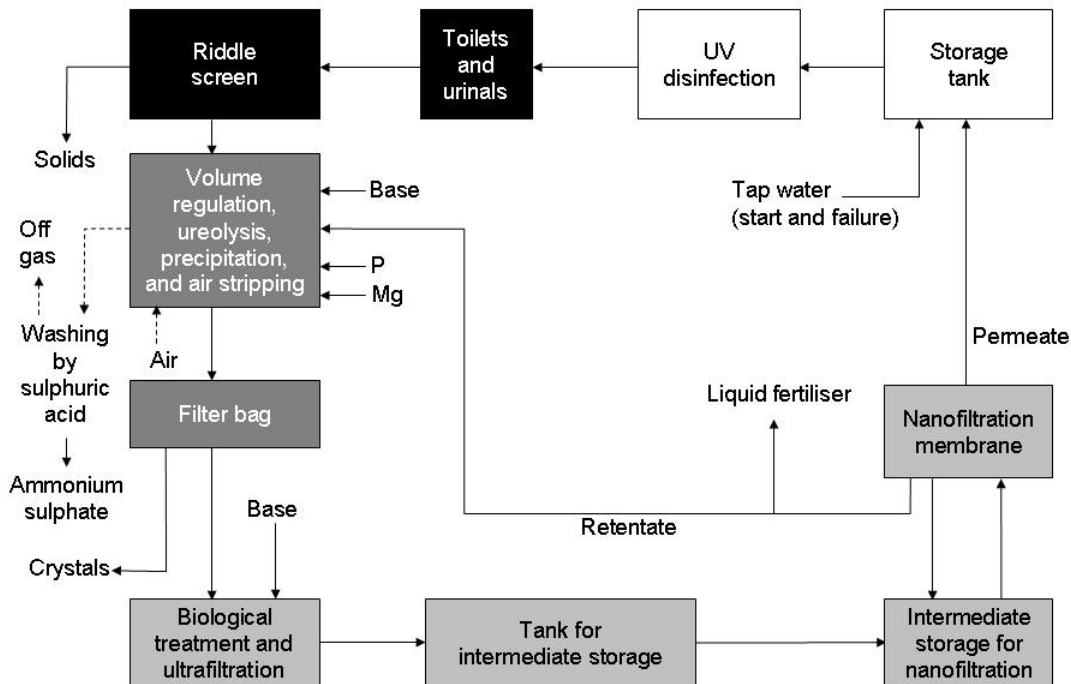 Riddle
screen
Toilets
and
urinals
UV
disinfection
Storage
tank
Solids
Volume
regulation,
ureolysis,
precipitation,
and air stripping
Base
Tap water
(start and failure)
Off
gas
P
Mg
Washing
by
sulphuric
acid
Air
Permeate
Filter bag
Liquid fertiliser
Nanofiltration
membrane
Ammonium
sulphate
Base
Retentate
Crystals
Biological
treatment and
ultrafiltration
Tank for
intermediate storage
Intermediate
storage for
nanofiltration